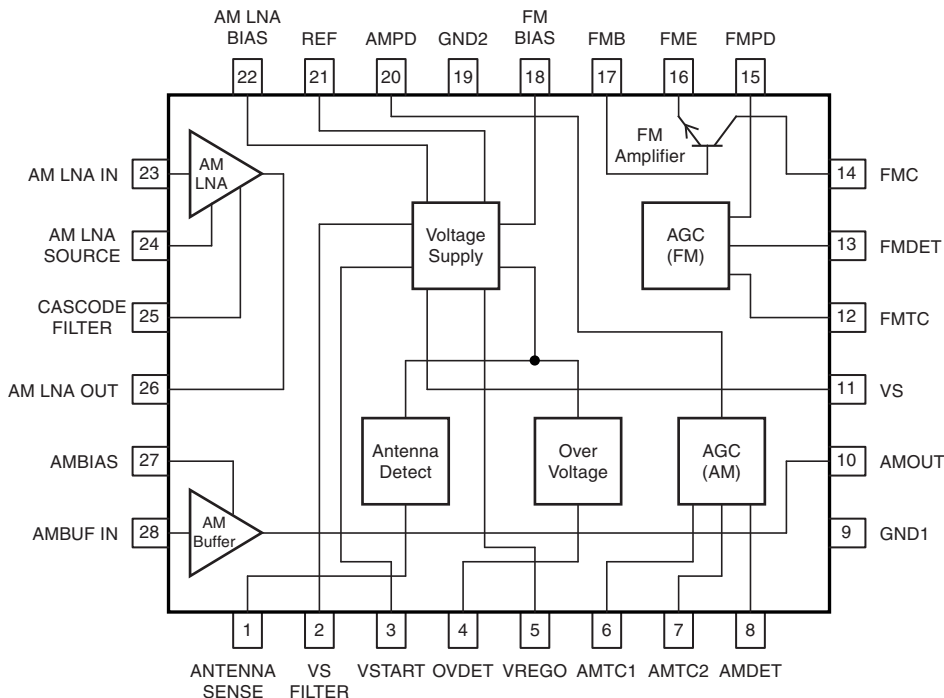 AM LNA
BIAS
REF
AMPD
GND2
FM
BIAS
FMB
FME
FMPD
22
21
20
19
18
17
16
15
AM LNA IN
23
AM LNA
SOURCE
24
CASCODE
FILTER
25
AM LNA OUT
26
AMBIAS
27
AMBUF IN
28
AM
LNA
FM
Amplifier
Voltage
Supply
AGC
(FM)
Antenna
Detect
Over
Voltage
AGC
(AM)
AM
Buffer
14
FMC
13
FMDET
12
FMTC
11
VS
10
AMOUT
9
GND1
1
2
3
4
5
6
7
8
ANTENNA
SENSE
VS
FILTER
VSTART
OVDET
VREGO
AMTC1
AMTC2
AMDET